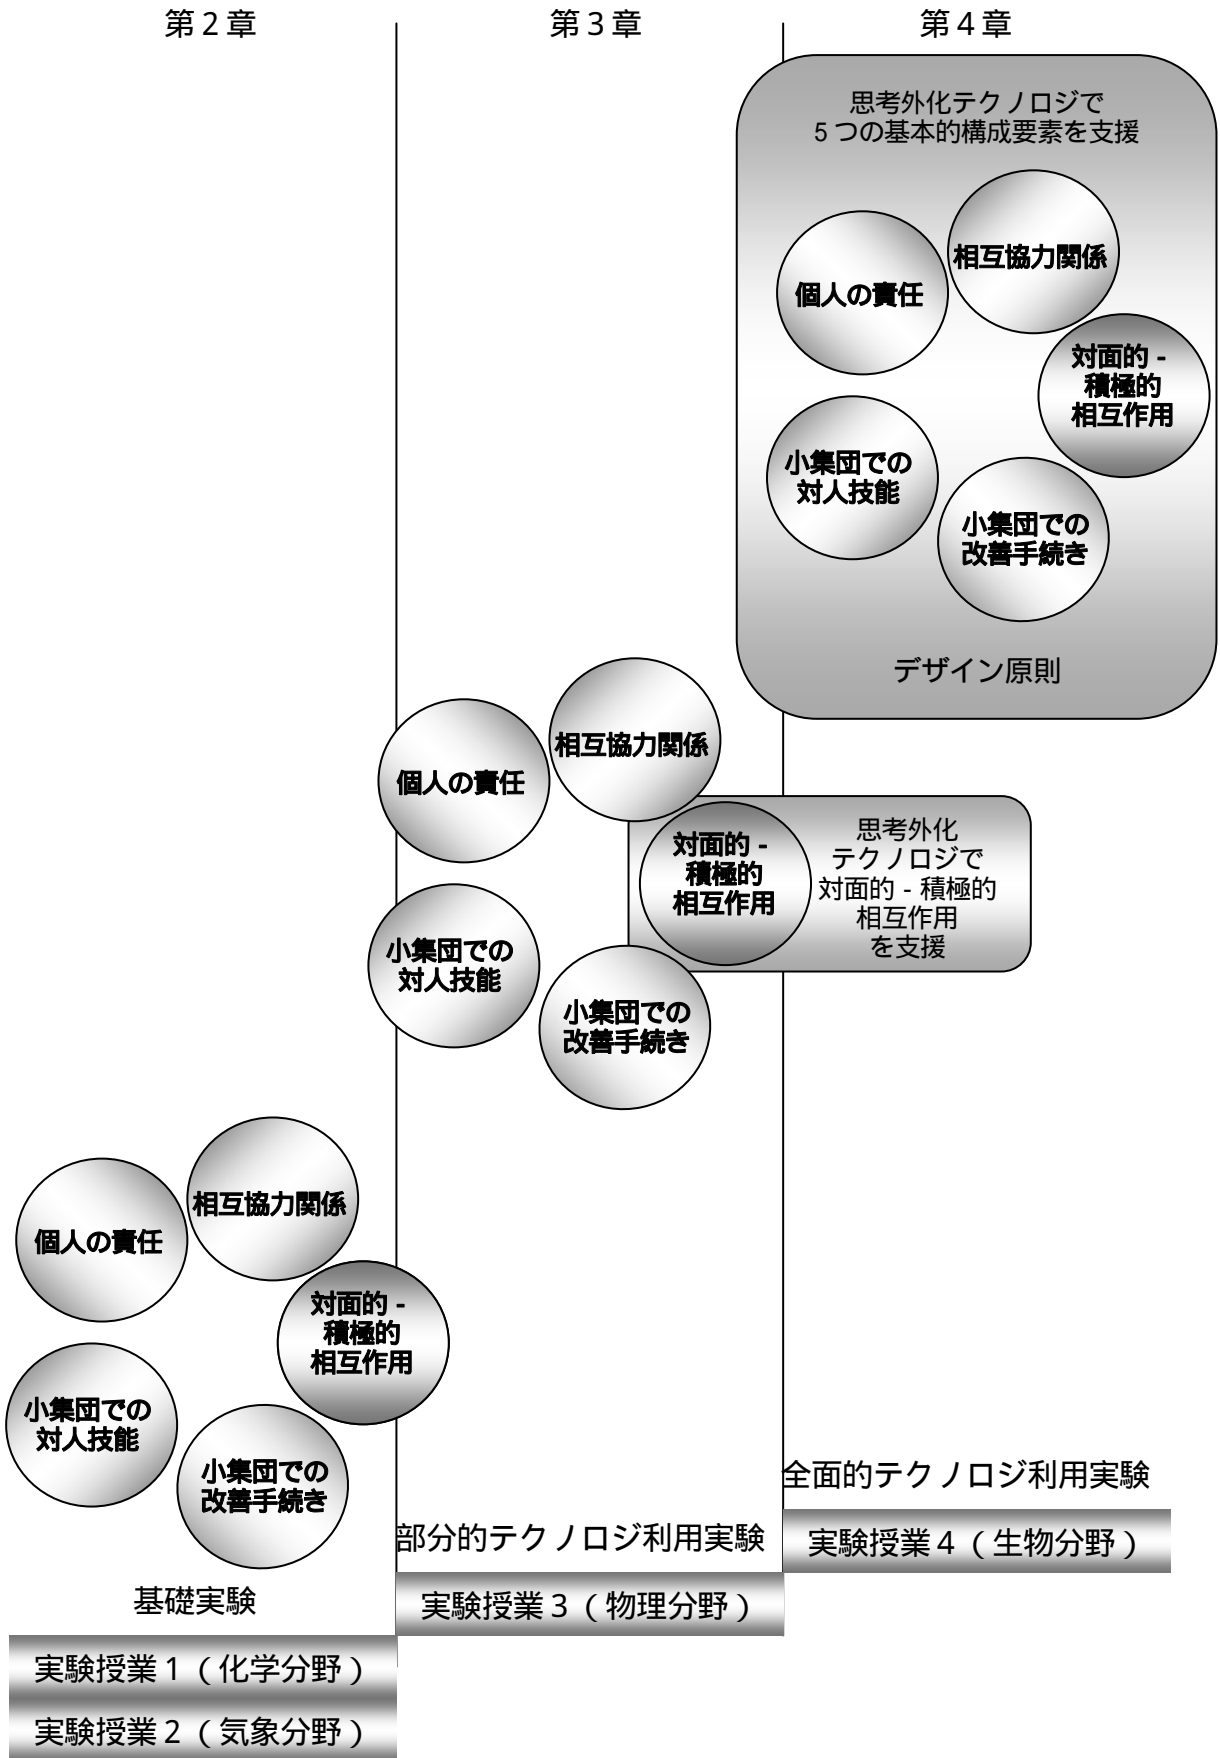 第2章
第3章
第4章
思考外化テクノロジで
5つの基本的構成要素を支援
相互協力関係
個人の責任
対面的 -
積極的
相互作用
小集団での
対人技能
小集団での
改善手続き
デザイン原則
相互協力関係
個人の責任
対面的 -
積極的
相互作用
思考外化
テクノロジで
対面的 - 積極的
相互作用
を支援
小集団での
対人技能
小集団での
改善手続き
相互協力関係
個人の責任
対面的 -
積極的
相互作用
小集団での
対人技能
小集団での
改善手続き
全面的テクノロジ利用実験
実験授業4（生物分野）
部分的テクノロジ利用実験
実験授業3（物理分野）
基礎実験
実験授業1（化学分野）
実験授業2（気象分野）